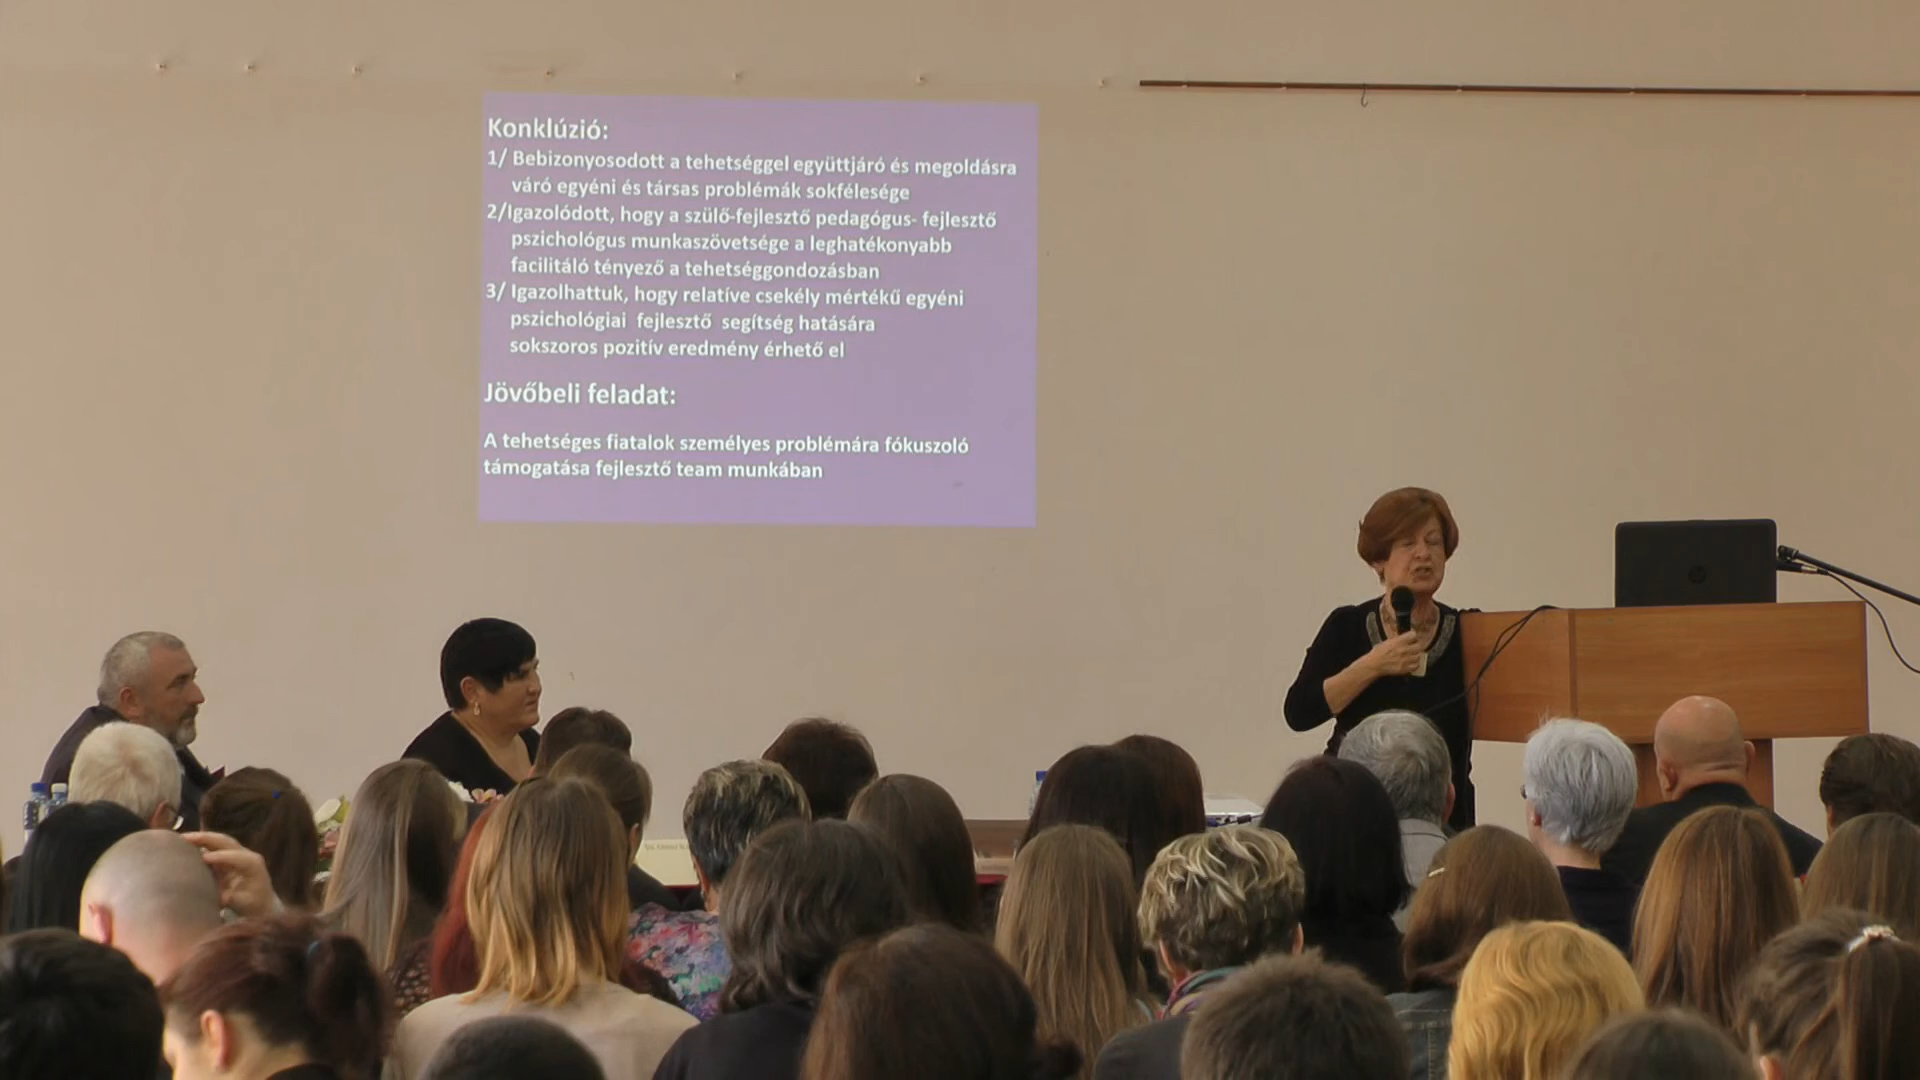 Konklúzió:
1/ Bebizonyosodott a tehetséggel együttjáró és megoldásra
váró egyéni és társas problémák sokfélesége
2/Igazolódott, hogy a szülő-fejlesztő pedagógus- fejlesztő
pszichológus munkaszövetsége a leghatékonyabb
facilitáló tényező a tehetséggondozásban
3/ Igazolhattuk, hogy relatíve csekély mértékű egyéni
pszichológiai fejlesztő segítség hatására
sokszoros pozitív eredmény érhető el
Jövőbeli feladat:
A tehetséges fiatalok személyes problémára fókuszoló
támogatása fejlesztő team munkában